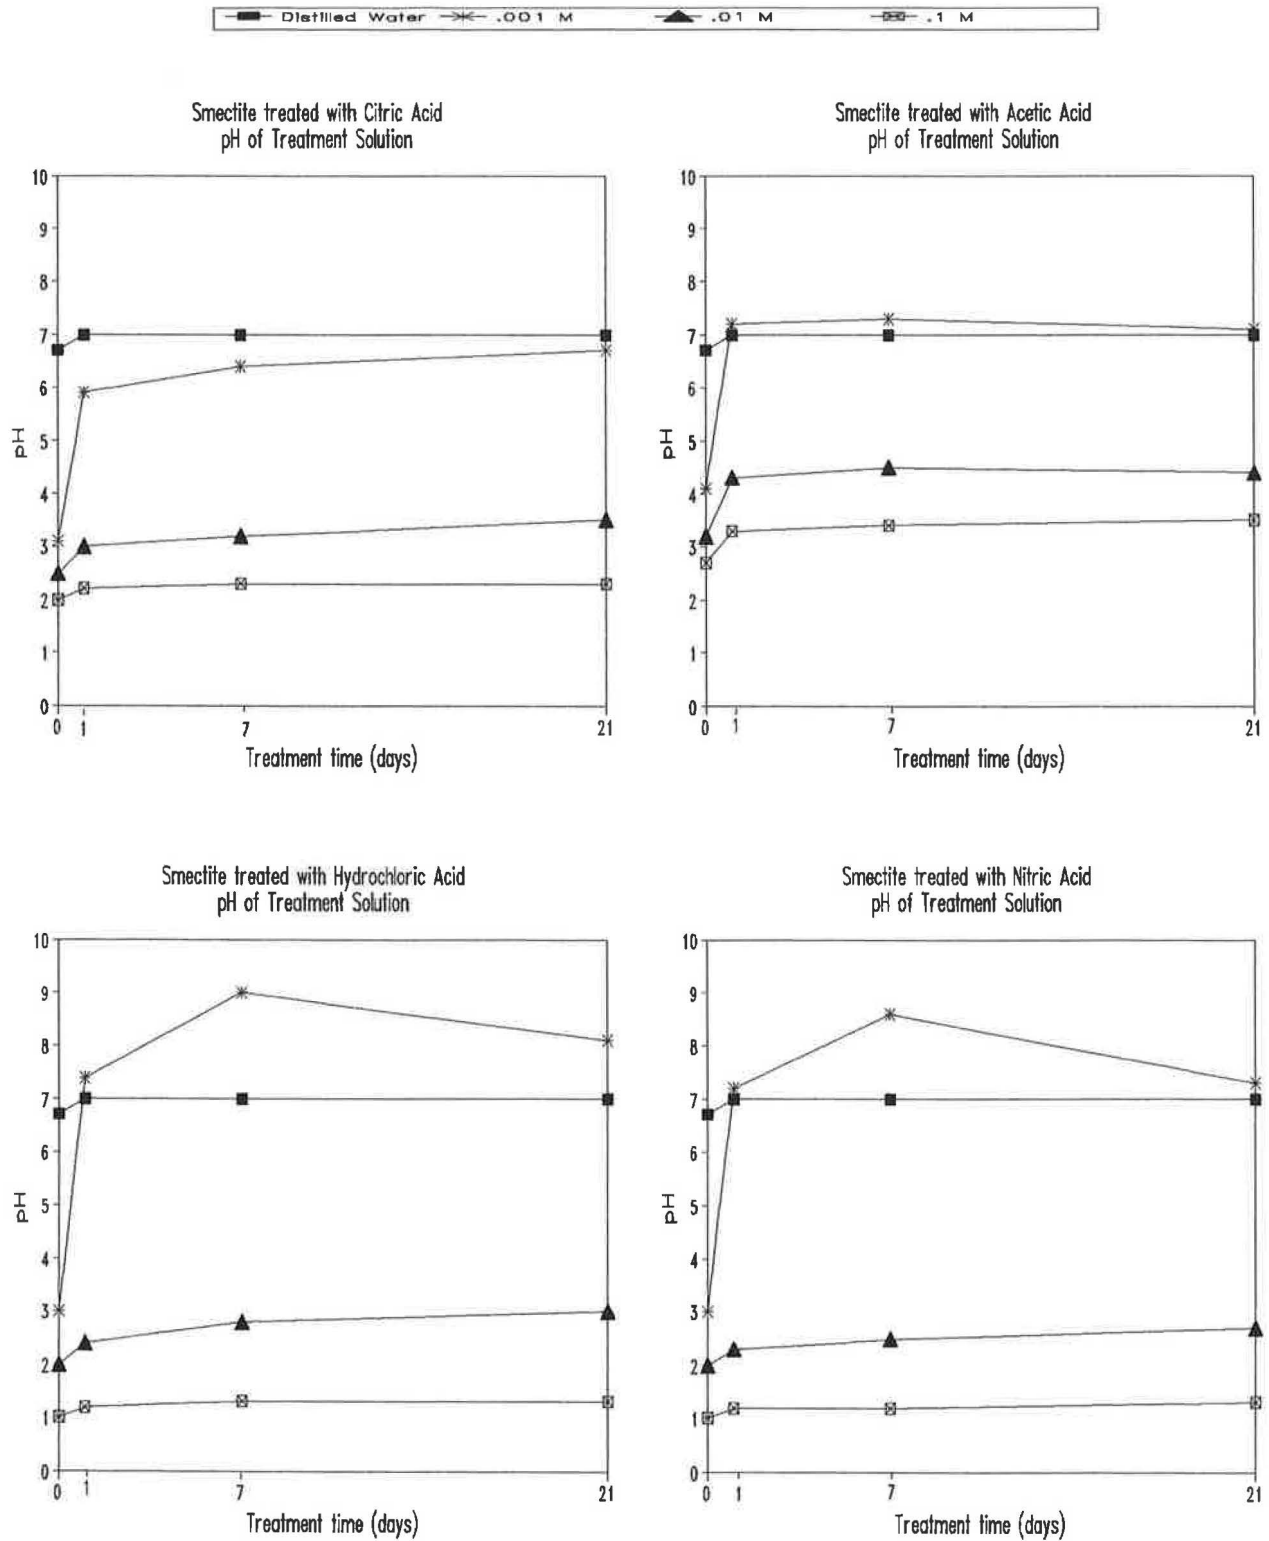 Distilled Water .001 M .01 M .1 M
Smectite treated with Citric Acid
pH of Treatment Solution
10
9
8
7
6
5
4
3
2
1
0
pH
0 1 7 21
Treatment time (days)
Smectite treated with Acetic Acid
pH of Treatment Solution
10
9
8
7
6
5
4
3
2
1
0
pH
0 1 7 21
Treatment time (days)
Smectite treated with Hydrochloric Acid
pH of Treatment Solution
10
9
8
7
6
5
4
3
2
1
0
pH
0 1 7 21
Treatment time (days)
Smectite treated with Nitric Acid
pH of Treatment Solution
10
9
8
7
6
5
4
3
2
1
0
pH
0 1 7 21
Treatment time (days)